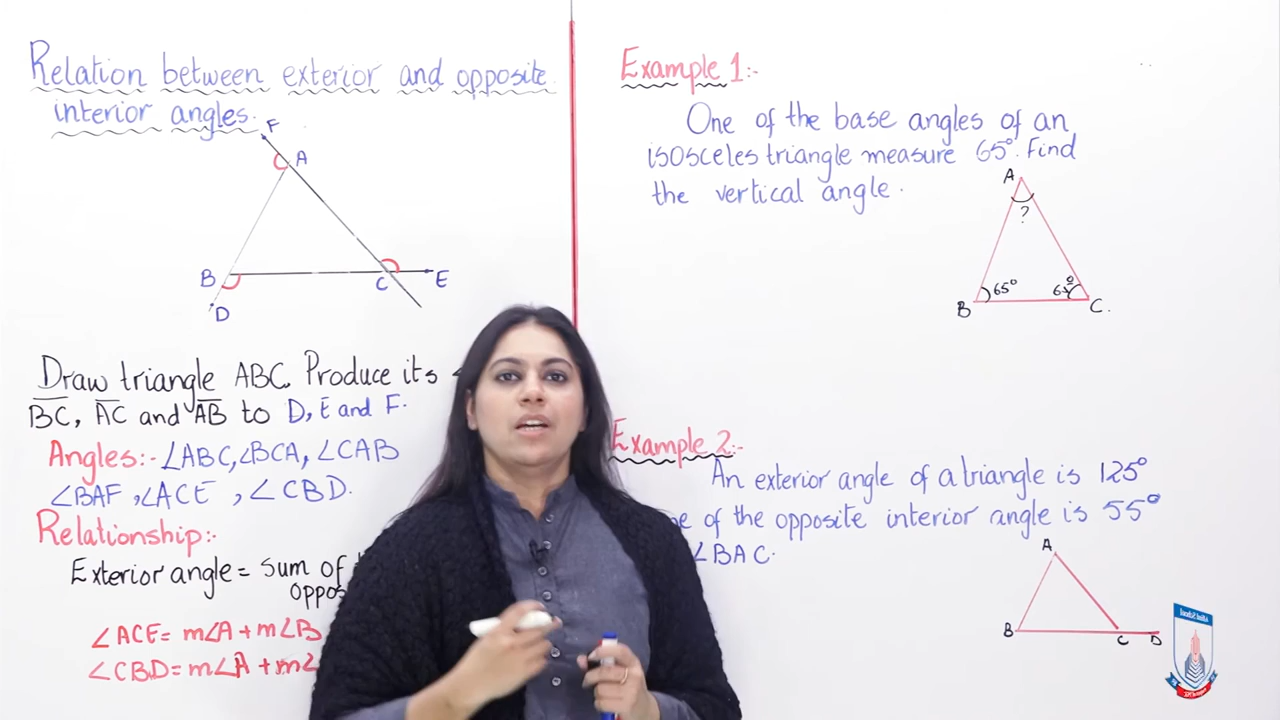 Relation between exterior and opposite
interior angles.
F
A
B
C
E
D
Draw triangle ABC. Produce its
BC, AC and AB to D, E and F.
Angles:- ∠ABC, ∠BCA, ∠CAB
∠BAF, ∠ACE, ∠CBD.
Relationship:-
Exterior angle = Sum of
∠ACE = m∠A + m∠B
∠CBD = m∠A + m∠
Example 1:-
One of the base angles of an
isosceles triangle measure 65°. Find
the vertical angle.
A
?
65°
B
C.
Example 2:-
An exterior angle of a triangle is 125°
of the opposite interior angle is 55°
∠BAC.
A
B
C
D